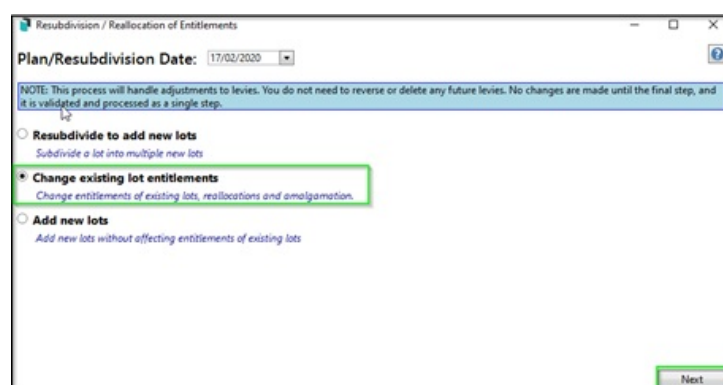 Resubdivision / Reallocation of Entitlements
Plan/Resubdivision Date: 17/02/2020
NOTE: This process will handle adjustments to levies. You do not need to reverse or delete any future levies. No changes are made until the final step, and
it is validated and processed as a single step.
Resubdivide to add new lots
Subdivide a lot into multiple new lots
Change existing lot entitlements
Change entitlements of existing lots, reallocations and amalgamation.
Add new lots
Add new lots without affecting entitlements of existing lots
Next